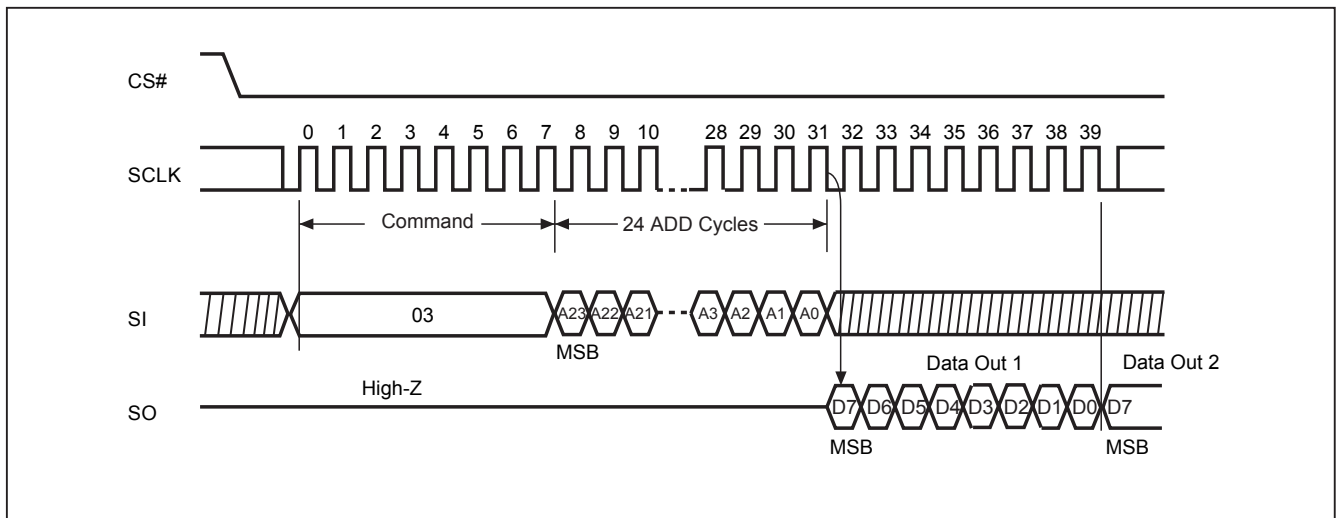 CS#
0 1 2 3 4 5 6 7 8 9 10 28 29 30 31 32 33 34 35 36 37 38 39
SCLK
Command 24 ADD Cycles
SI 03 A23 A22 A21 A3 A2 A1 A0
MSB
Data Out 1 Data Out 2
High-Z
SO D7 D6 D5 D4 D3 D2 D1 D0 D7
MSB MSB